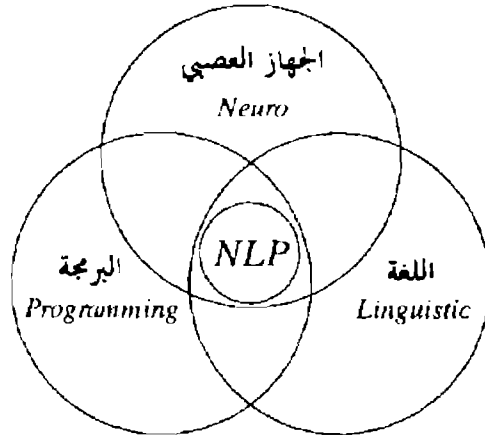 الجهاز العصبي
Neuro
NLP
البرمجة
Programming
اللغة
Linguistic